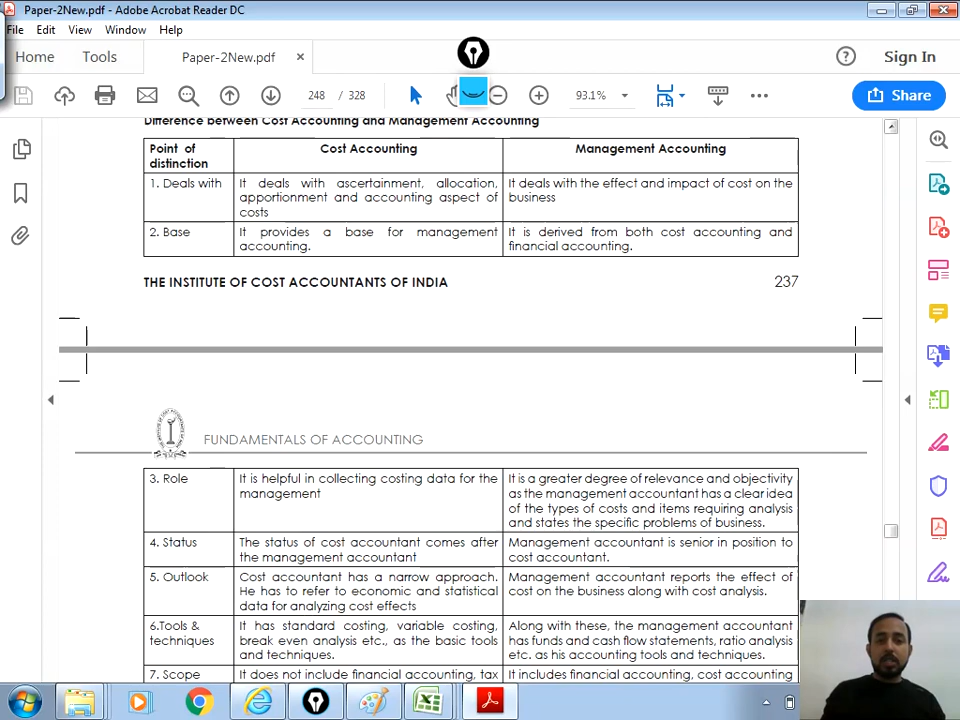 Paper-2New.pdf - Adobe Acrobat Reader DC
File Edit View Window Help
Home Tools Paper-2New.pdf × Sign In
248 / 328 93.1% Share
Difference between Cost Accounting and Management Accounting
Point of distinction Cost Accounting Management Accounting
1. Deals with
It deals with ascertainment, allocation,
apportionment and accounting aspect of
costs
It deals with the effect and impact of cost on the
business
2. Base
It provides a base for management
accounting.
It is derived from both cost accounting and
financial accounting.
THE INSTITUTE OF COST ACCOUNTANTS OF INDIA 237
FUNDAMENTALS OF ACCOUNTING
3. Role
It is helpful in collecting costing data for the
management
It is a greater degree of relevance and objectivity
as the management accountant has a clear idea
of the types of costs and items requiring analysis
and states the specific problems of business.
4. Status
The status of cost accountant comes after
the management accountant
Management accountant is senior in position to
cost accountant.
5. Outlook
Cost accountant has a narrow approach.
He has to refer to economic and statistical
data for analyzing cost effects
Management accountant reports the effect of
cost on the business along with cost analysis.
6.Tools &
techniques
It has standard costing, variable costing,
break even analysis etc., as the basic tools
and techniques.
Along with these, the management accountant
has funds and cash flow statements, ratio analysis
etc. as his accounting tools and techniques.
7. Scope
It does not include financial accounting, tax
It includes financial accounting, cost accounting